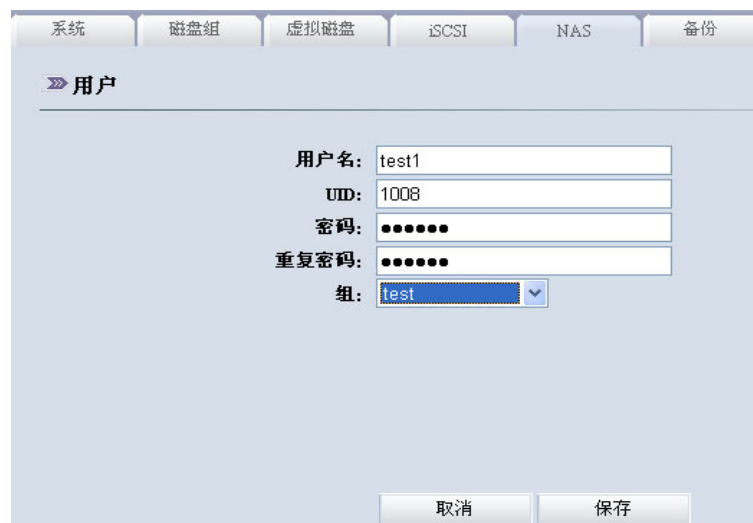 系统 磁盘组 虚拟磁盘 iSCSI NAS 备份
用户
用户名: test1
UID: 1008
密码: ●●●●●●
重复密码: ●●●●●●
组: test
取消 保存